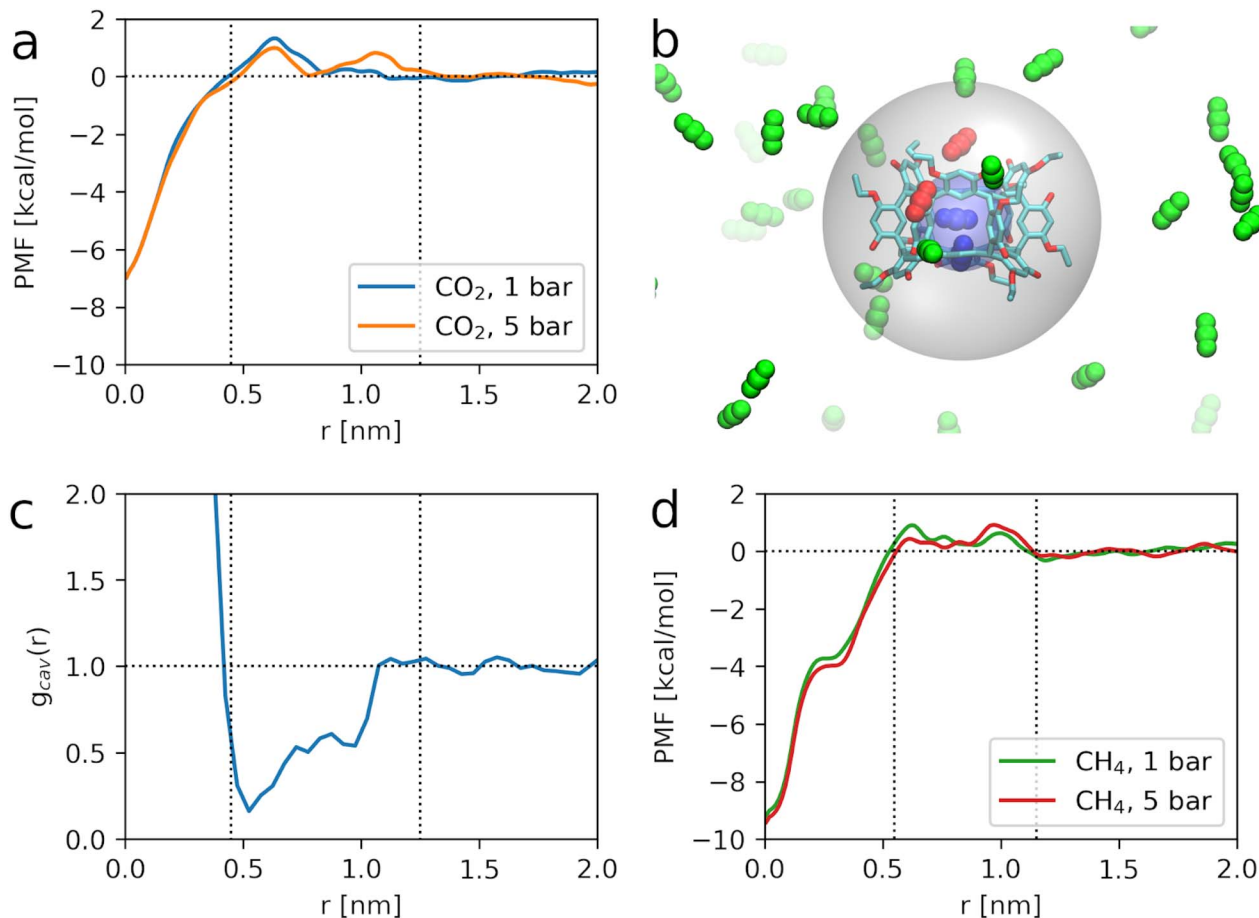 a
2
0
−2
−4
−6
−8
−10
PMF [kcal/mol]
CO₂, 1 bar
CO₂, 5 bar
0.0 0.5 1.0 1.5 2.0
r [nm]
b
c
2.0
1.5
1.0
0.5
0.0
g_cav(r)
0.0 0.5 1.0 1.5 2.0
r [nm]
d
2
0
−2
−4
−6
−8
−10
PMF [kcal/mol]
CH₄, 1 bar
CH₄, 5 bar
0.0 0.5 1.0 1.5 2.0
r [nm]